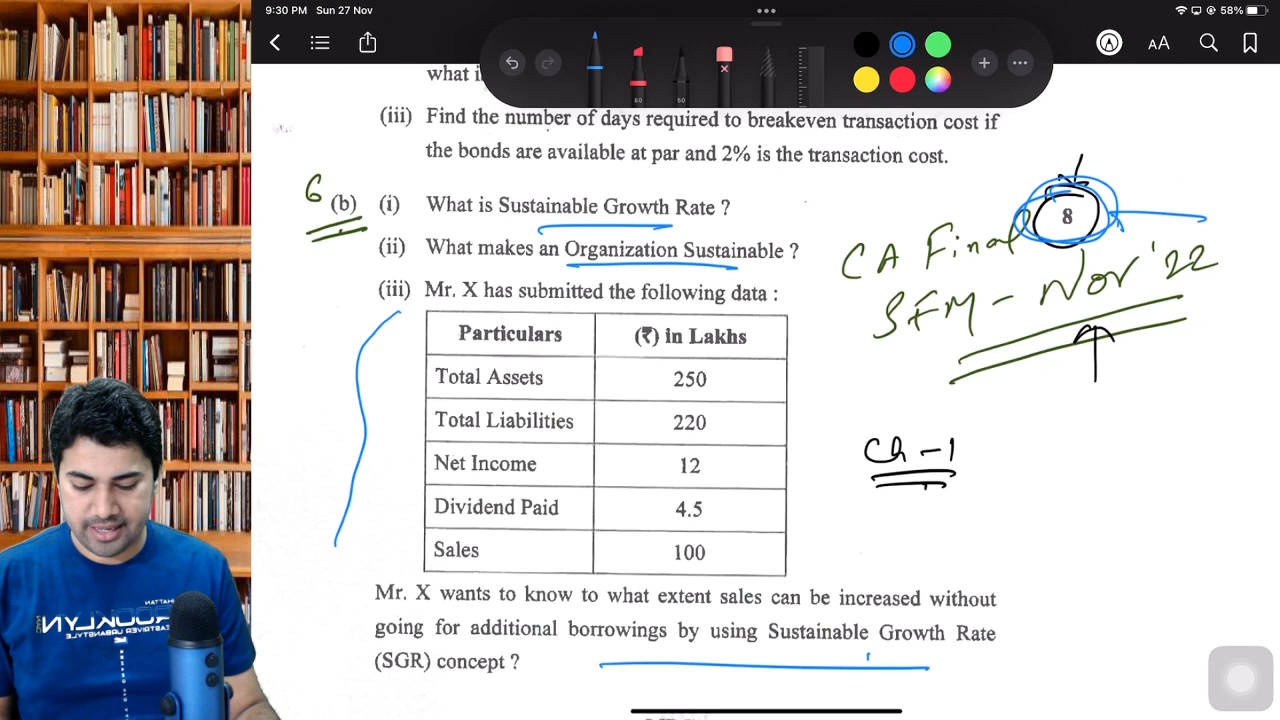 9:30 PM Sun 27 Nov
58%
AA
80
50
what i
(iii) Find the number of days required to breakeven transaction cost if
the bonds are available at par and 2% is the transaction cost.
6 (b) (i) What is Sustainable Growth Rate ?
8
(ii) What makes an Organization Sustainable ?
CA Final
SFM - Nov '22
(iii) Mr. X has submitted the following data :
Particulars (₹) in Lakhs
Total Assets 250
Total Liabilities 220
Net Income 12
Dividend Paid 4.5
Sales 100
Ch-1
Mr. X wants to know to what extent sales can be increased without
going for additional borrowings by using Sustainable Growth Rate
(SGR) concept ?